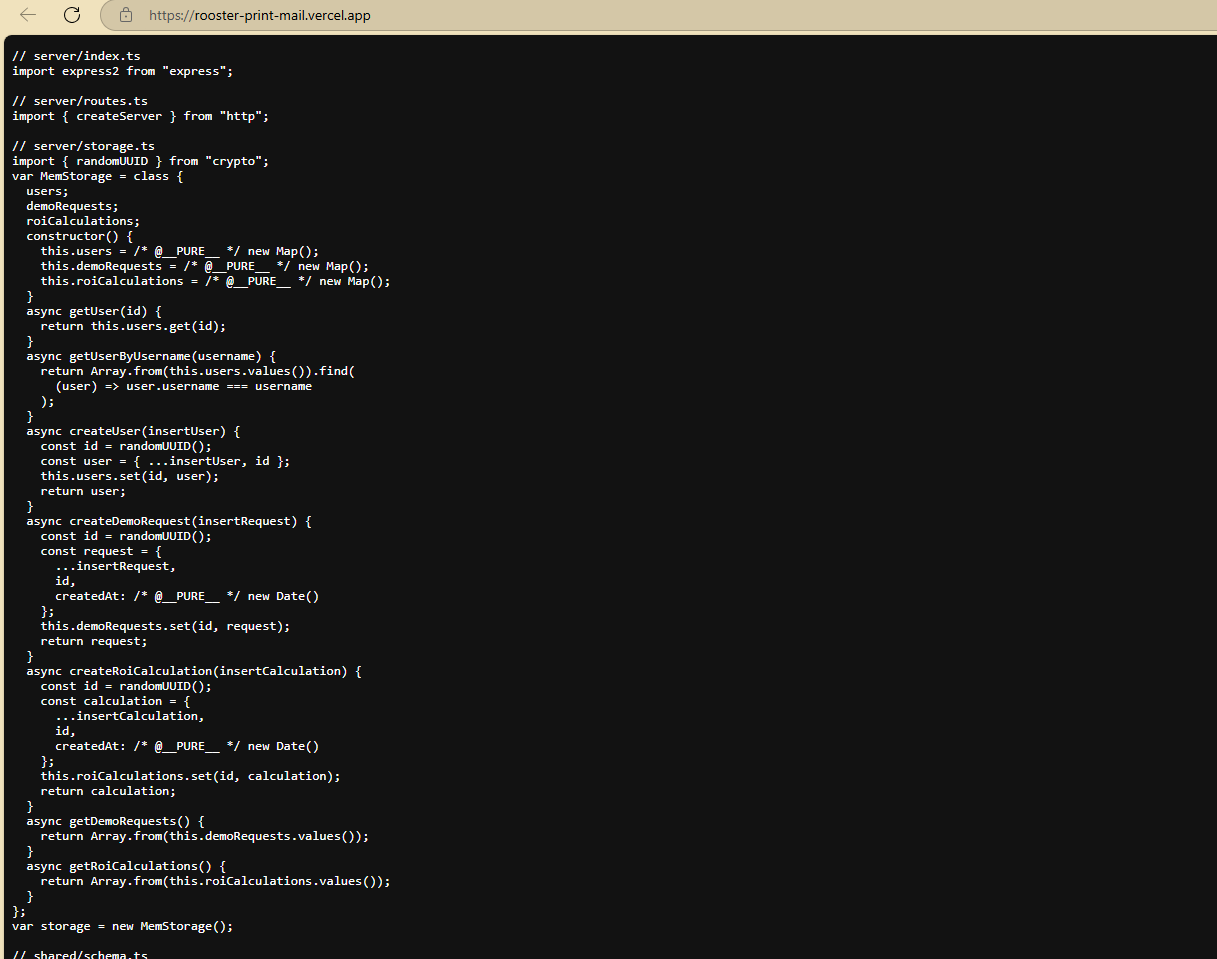 https://rooster-print-mail.vercel.app
// server/index.ts
import express2 from "express";

// server/routes.ts
import { createServer } from "http";

// server/storage.ts
import { randomUUID } from "crypto";
var MemStorage = class {
  users;
  demoRequests;
  roiCalculations;
  constructor() {
    this.users = /* @__PURE__ */ new Map();
    this.demoRequests = /* @__PURE__ */ new Map();
    this.roiCalculations = /* @__PURE__ */ new Map();
  }
  async getUser(id) {
    return this.users.get(id);
  }
  async getUserByUsername(username) {
    return Array.from(this.users.values()).find(
      (user) => user.username === username
    );
  }
  async createUser(insertUser) {
    const id = randomUUID();
    const user = { ...insertUser, id };
    this.users.set(id, user);
    return user;
  }
  async createDemoRequest(insertRequest) {
    const id = randomUUID();
    const request = {
      ...insertRequest,
      id,
      createdAt: /* @__PURE__ */ new Date()
    };
    this.demoRequests.set(id, request);
    return request;
  }
  async createRoiCalculation(insertCalculation) {
    const id = randomUUID();
    const calculation = {
      ...insertCalculation,
      id,
      createdAt: /* @__PURE__ */ new Date()
    };
    this.roiCalculations.set(id, calculation);
    return calculation;
  }
  async getDemoRequests() {
    return Array.from(this.demoRequests.values());
  }
  async getRoiCalculations() {
    return Array.from(this.roiCalculations.values());
  }
};
var storage = new MemStorage();

// shared/schema.ts